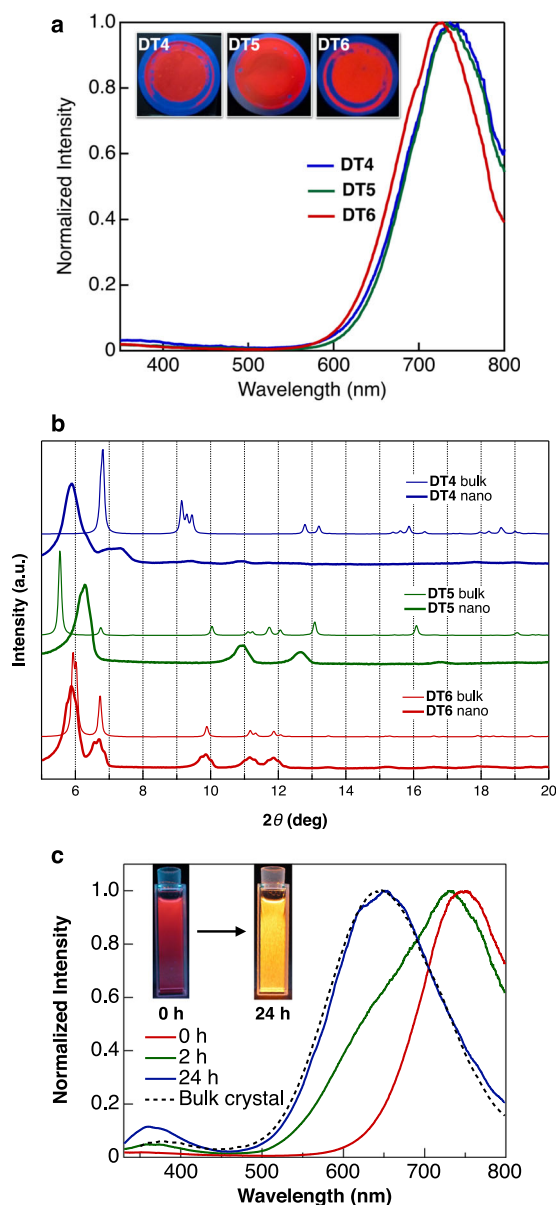 a
DT4 DT5 DT6
DT4
DT5
DT6
Normalized Intensity
1.0
0.8
0.6
0.4
0.2
0
400 500 600 700 800
Wavelength (nm)
b
DT4 bulk
DT4 nano
DT5 bulk
DT5 nano
DT6 bulk
DT6 nano
Intensity (a.u.)
6 8 10 12 14 16 18 20
2θ (deg)
c
0 h 24 h
0 h
2 h
24 h
Bulk crystal
Normalized Intensity
1.0
0.8
0.6
0.4
0.2
0
400 500 600 700 800
Wavelength (nm)